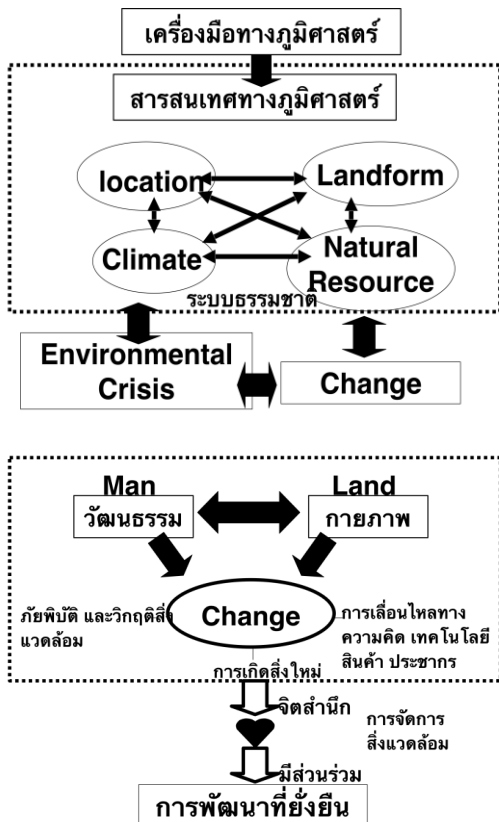 เครื่องมือทางภูมิศาสตร์
สารสนเทศทางภูมิศาสตร์
location
Landform
Climate
Natural
Resource
ระบบธรรมชาติ
Environmental
Crisis
Change
Man
Land
วัฒนธรรม
กายภาพ
ภัยพิบัติ และวิกฤติสิ่ง
แวดล้อม
Change
การเลื่อนไหลทาง
ความคิด เทคโนโลยี
สินค้า ประชากร
การเกิดสิ่งใหม่
จิตสำนึก
การจัดการ
สิ่งแวดล้อม
มีส่วนร่วม
การพัฒนาที่ยั่งยืน